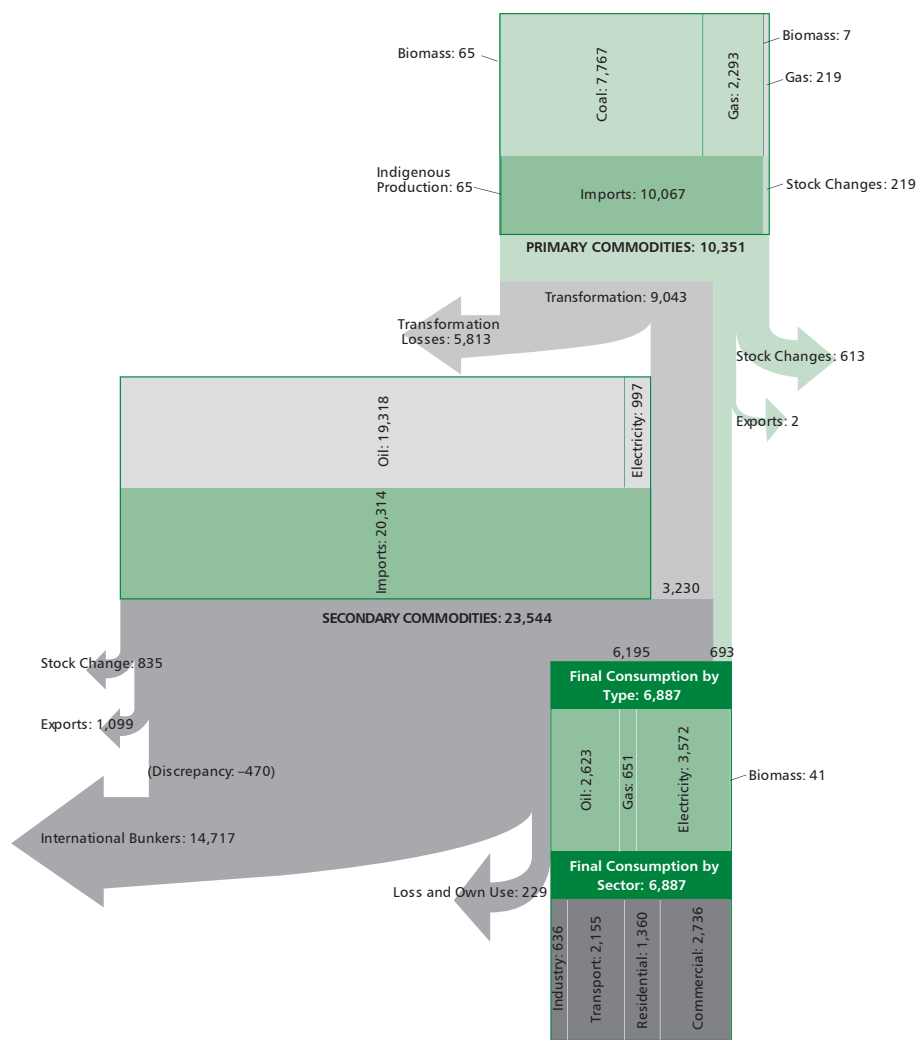 Biomass: 65
Coal: 7,767
Gas: 2,293
Biomass: 7
Gas: 219
Indigenous
Production: 65
Imports: 10,067
Stock Changes: 219
PRIMARY COMMODITIES: 10,351
Transformation: 9,043
Transformation
Losses: 5,813
Stock Changes: 613
Exports: 2
Oil: 19,318
Electricity: 997
Imports: 20,314
3,230
SECONDARY COMMODITIES: 23,544
6,195
693
Stock Change: 835
Final Consumption by
Type: 6,887
Exports: 1,099
(Discrepancy: –470)
Oil: 2,623
Gas: 651
Electricity: 3,572
Biomass: 41
International Bunkers: 14,717
Final Consumption by
Sector: 6,887
Loss and Own Use: 229
Industry: 636
Transport: 2,155
Residential: 1,360
Commercial: 2,736